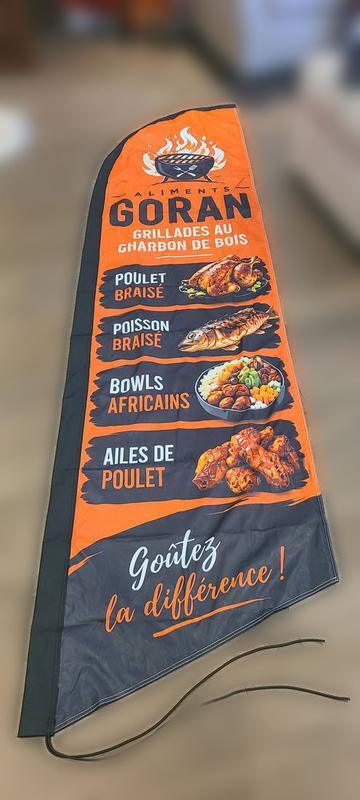 ALIMENTS
GORAN
GRILLADES AU
CHARBON DE BOIS
POULET
BRAISÉ
POISSON
BRAISÉ
BOWLS
AFRICAINS
AILES DE
POULET
Goûtez
la différence !